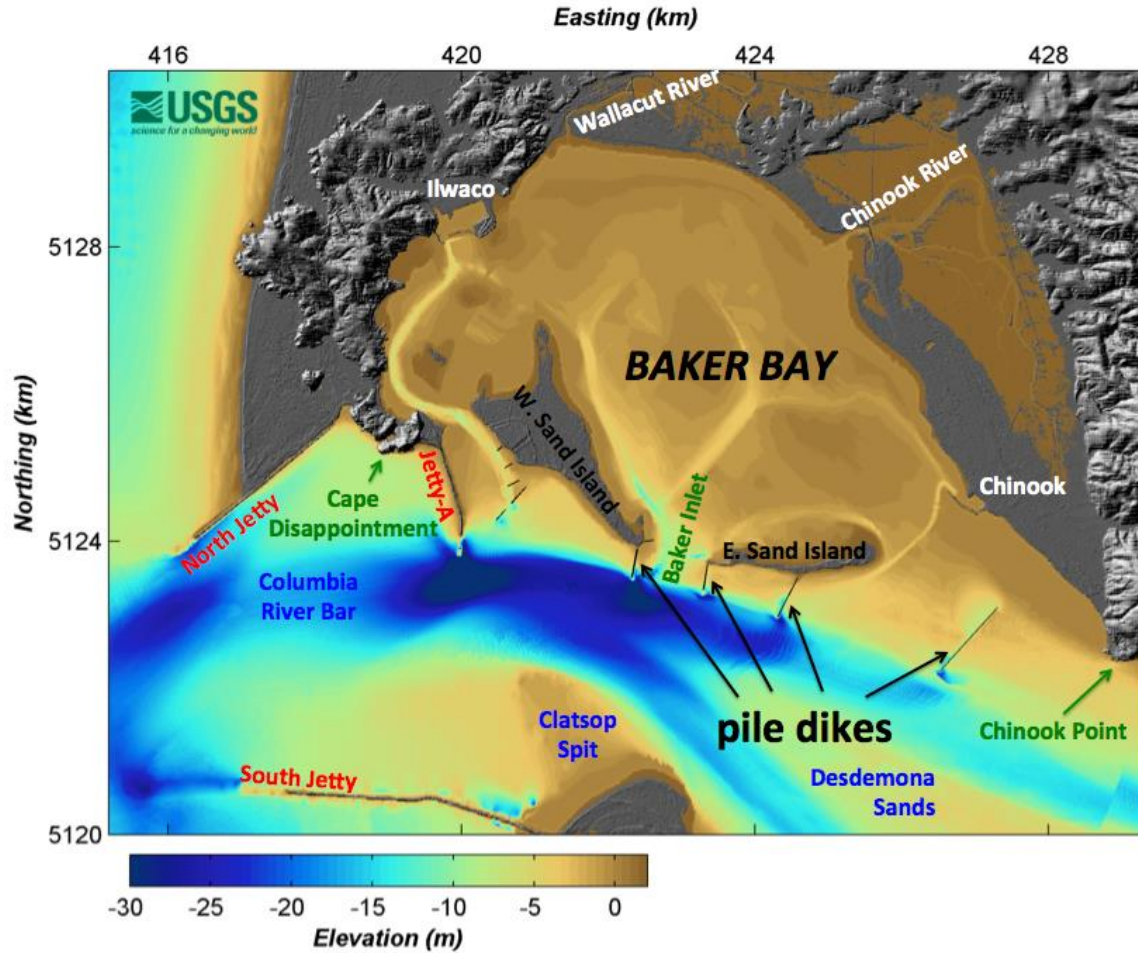 Easting (km)
416
420
424
428
USGS
science for a changing world
Wallacut River
Ilwaco
Chinook River
5128
BAKER BAY
Northing (km)
W. Sand Island
Jetty-A
Chinook
Cape
Disappointment
North Jetty
Baker Inlet
5124
E. Sand Island
Columbia
River Bar
Clatsop
Spit
pile dikes
Chinook Point
South Jetty
Desdemona
Sands
5120
-30
-25
-20
-15
-10
-5
0
Elevation (m)